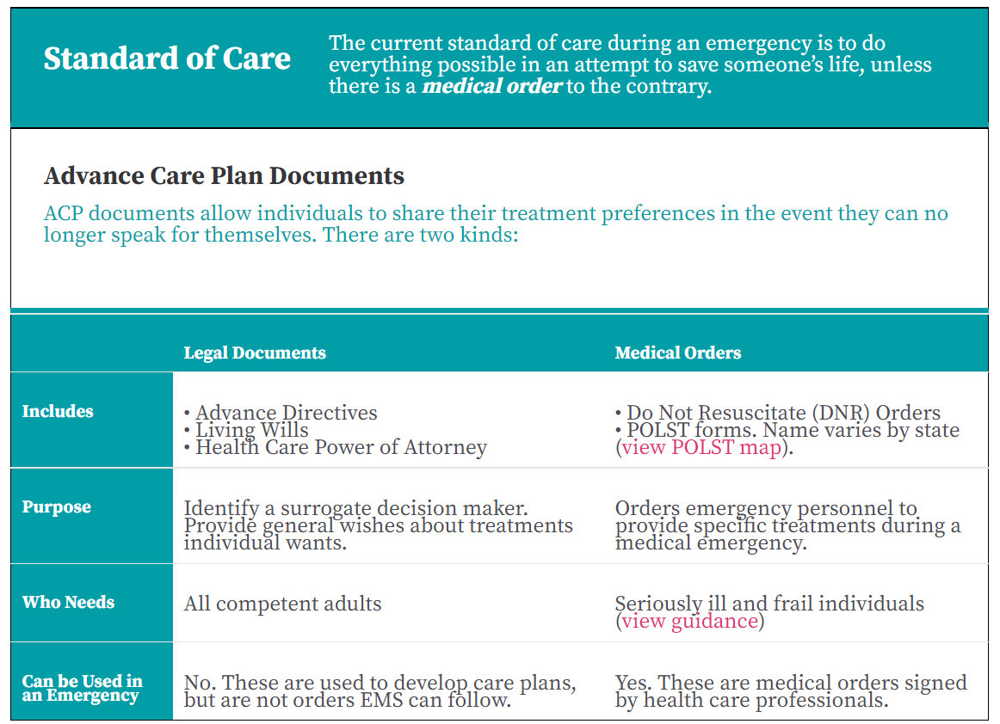 Standard of Care
The current standard of care during an emergency is to do
everything possible in an attempt to save someone’s life, unless
there is a medical order to the contrary.
Advance Care Plan Documents
ACP documents allow individuals to share their treatment preferences in the event they can no
longer speak for themselves. There are two kinds:
Legal Documents
Medical Orders
Includes
• Advance Directives
• Living Wills
• Health Care Power of Attorney
• Do Not Resuscitate (DNR) Orders
• POLST forms. Name varies by state
(view POLST map).
Purpose
Identify a surrogate decision maker.
Provide general wishes about treatments
individual wants.
Orders emergency personnel to
provide specific treatments during a
medical emergency.
Who Needs
All competent adults
Seriously ill and frail individuals
(view guidance)
Can be Used in
an Emergency
No. These are used to develop care plans,
but are not orders EMS can follow.
Yes. These are medical orders signed
by health care professionals.